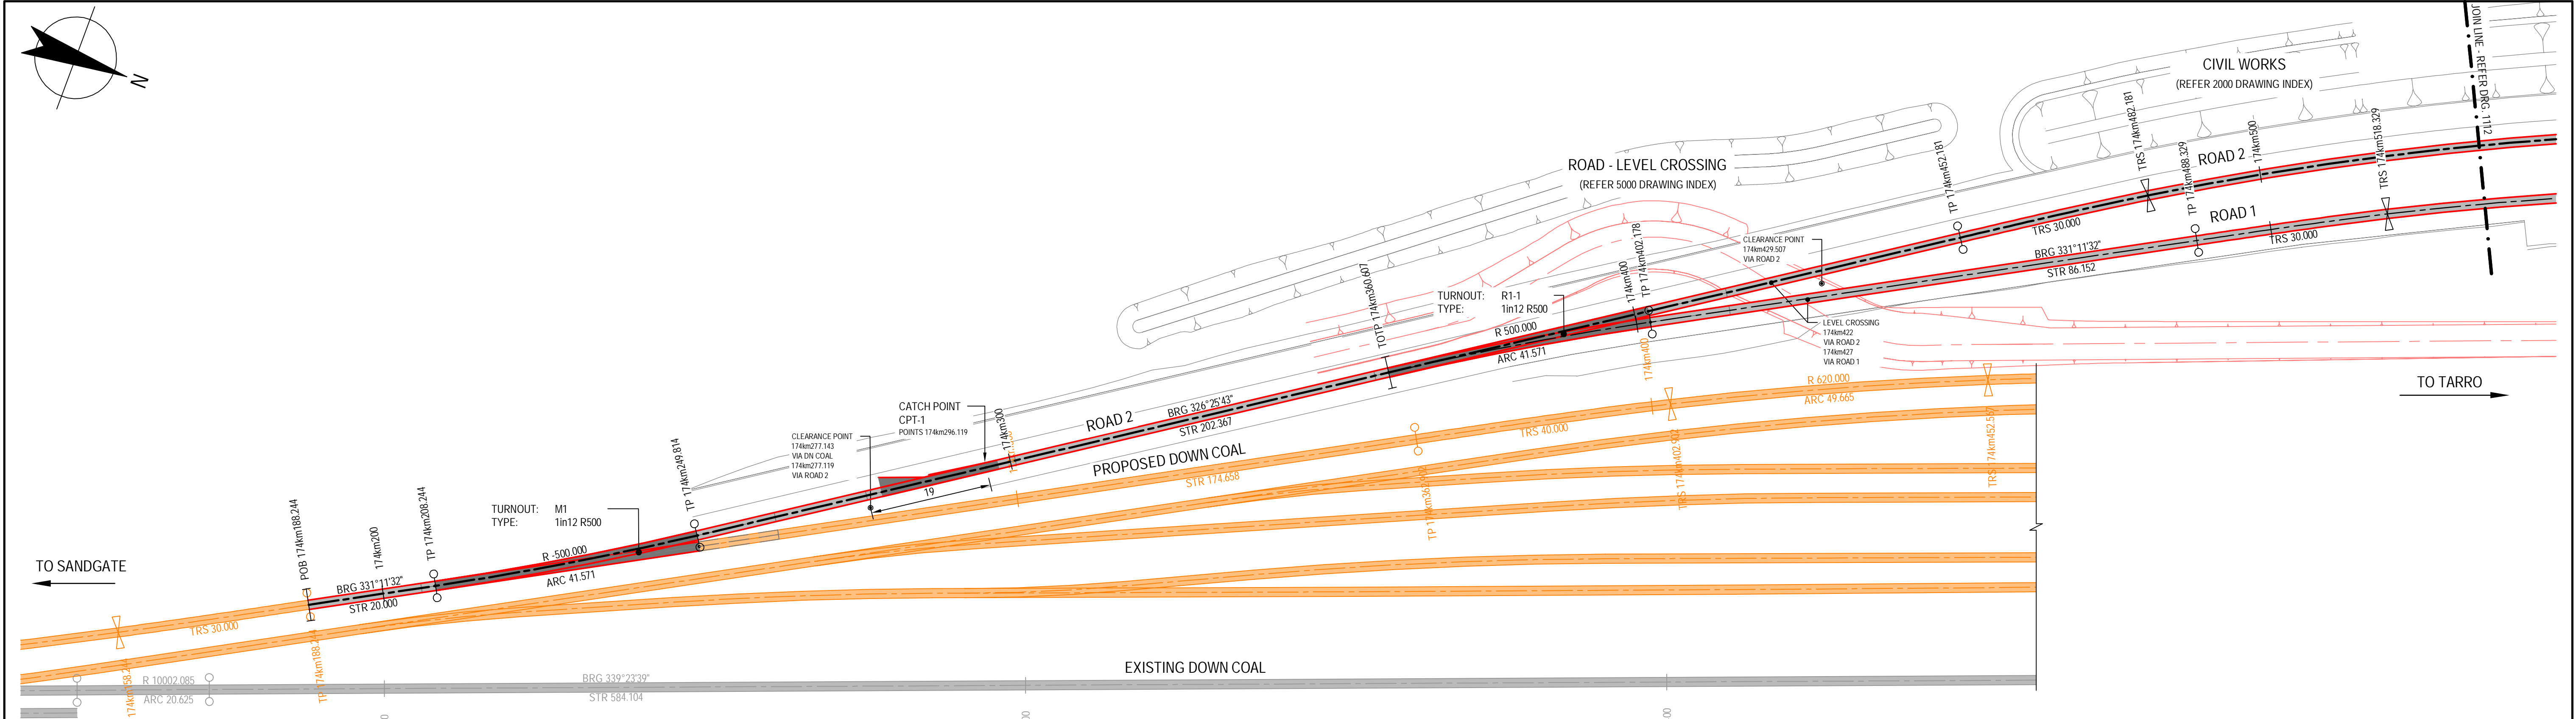 N
TO SANDGATE
POB 174km188.244
BRG 331°11'32"
STR 20.000
174km200
TP 174km208.244
TURNOUT: M1
TYPE: 1in12 R500
R -500.000
ARC 41.571
TP 174km249.814
CLEARANCE POINT
174km277.143
VIA DN COAL
174km277.119
VIA ROAD 2
CATCH POINT
CPT-1
POINTS 174km296.119
19
174km300
ROAD 2
BRG 326°25'43"
STR 202.367
PROPOSED DOWN COAL
STR 174.658
TOTP 174km360.607
TURNOUT: R1-1
TYPE: 1in12 R500
R 500.000
ARC 41.571
174km400
TP 174km402.178
ROAD - LEVEL CROSSING
(REFER 5000 DRAWING INDEX)
CLEARANCE POINT
174km429.507
VIA ROAD 2
LEVEL CROSSING
174km422
VIA ROAD 2
174km427
VIA ROAD 1
TP 174km452.181
CIVIL WORKS
(REFER 2000 DRAWING INDEX)
TRS 174km482.181
TRS 30.000
TP 174km488.329
174km500
ROAD 2
ROAD 1
BRG 331°11'32"
STR 86.152
TRS 30.000
TRS 174km518.329
JOIN LINE - REFER DRG. 1112
TO TARRO
174km400
R 620.000
ARC 49.665
TRS 40.000
TRS 174km402.902
TRS 30.000
174km158.244
TP 174km188.244
R 10002.085
ARC 20.625
BRG 339°23'39"
STR 584.104
EXISTING DOWN COAL